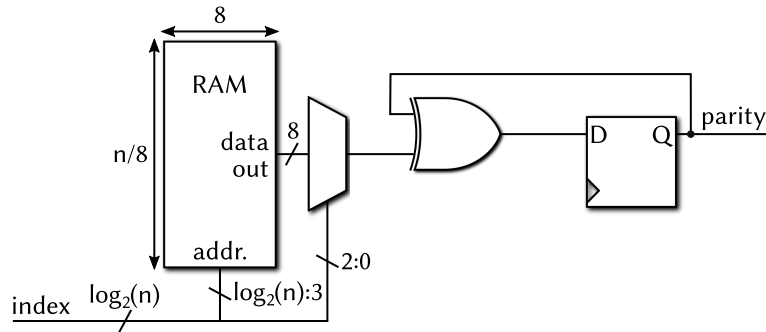 8
RAM
n/8
data
out
8
addr.
D
Q
parity
2:0
log₂(n):3
log₂(n)
index